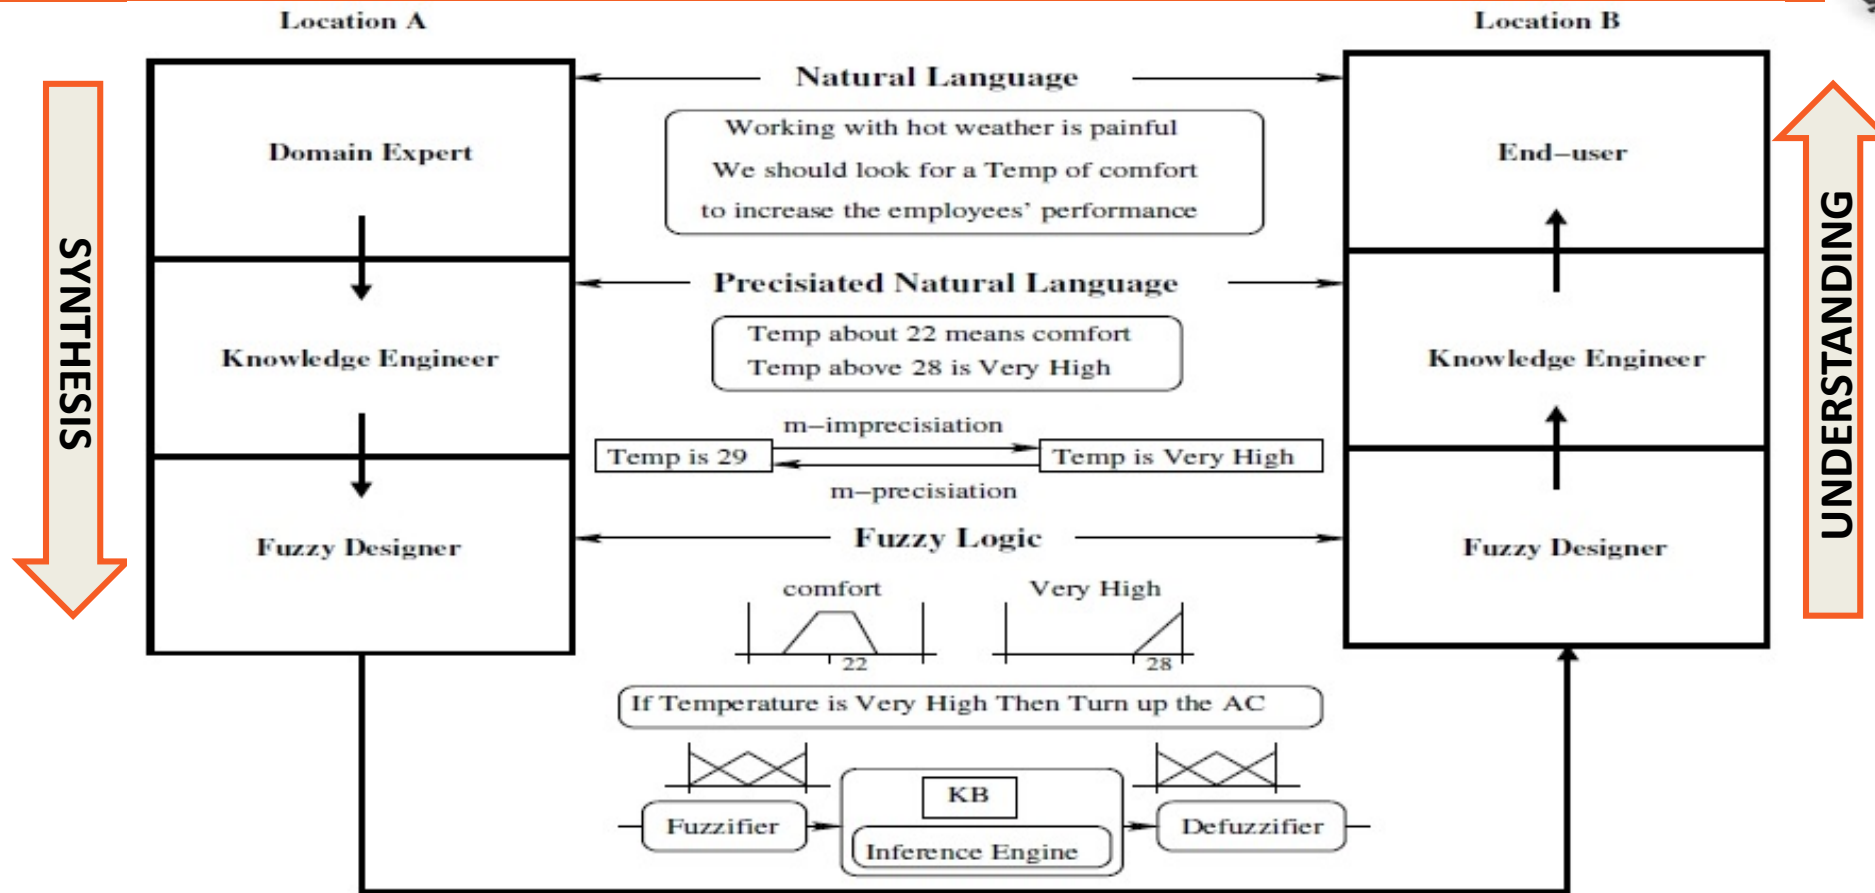 Location A
Location B
SYNTHESIS
Domain Expert
Knowledge Engineer
Fuzzy Designer
Natural Language
Working with hot weather is painful
We should look for a Temp of comfort
to increase the employees' performance
Precisiated Natural Language
Temp about 22 means comfort
Temp above 28 is Very High
m-imprecisiation
Temp is 29
Temp is Very High
m-precisiation
Fuzzy Logic
comfort
Very High
22
28
If Temperature is Very High Then Turn up the AC
KB
Fuzzifier
Inference Engine
Defuzzifier
End-user
Knowledge Engineer
Fuzzy Designer
UNDERSTANDING